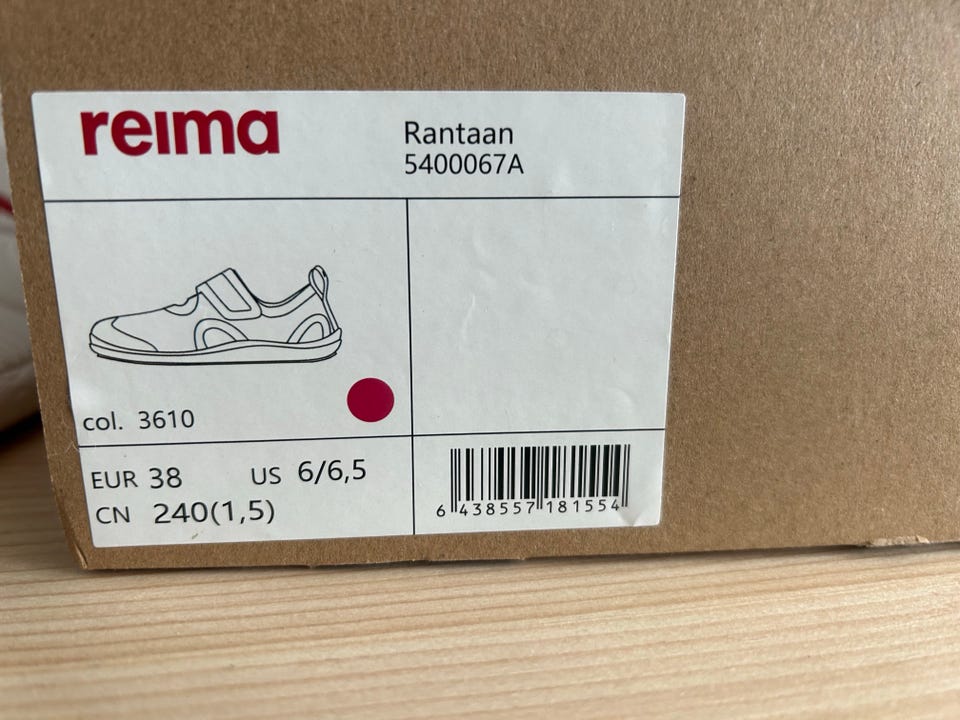 reima
Rantaan
5400067A
col. 3610
EUR 38 US 6/6,5
CN 240(1,5)
6 438557 181554